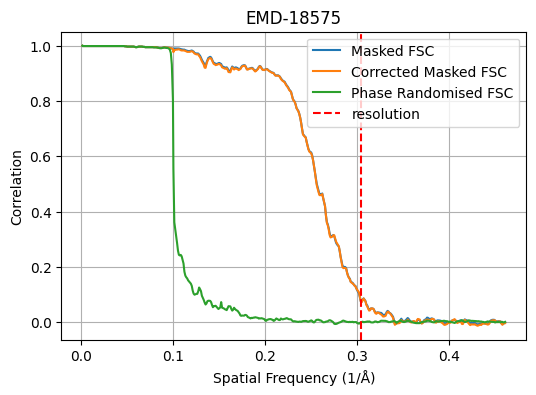 EMD-18575
Masked FSC
Corrected Masked FSC
Phase Randomised FSC
resolution
1.0
0.8
0.6
0.4
0.2
0.0
Correlation
0.0 0.1 0.2 0.3 0.4
Spatial Frequency (1/Å)